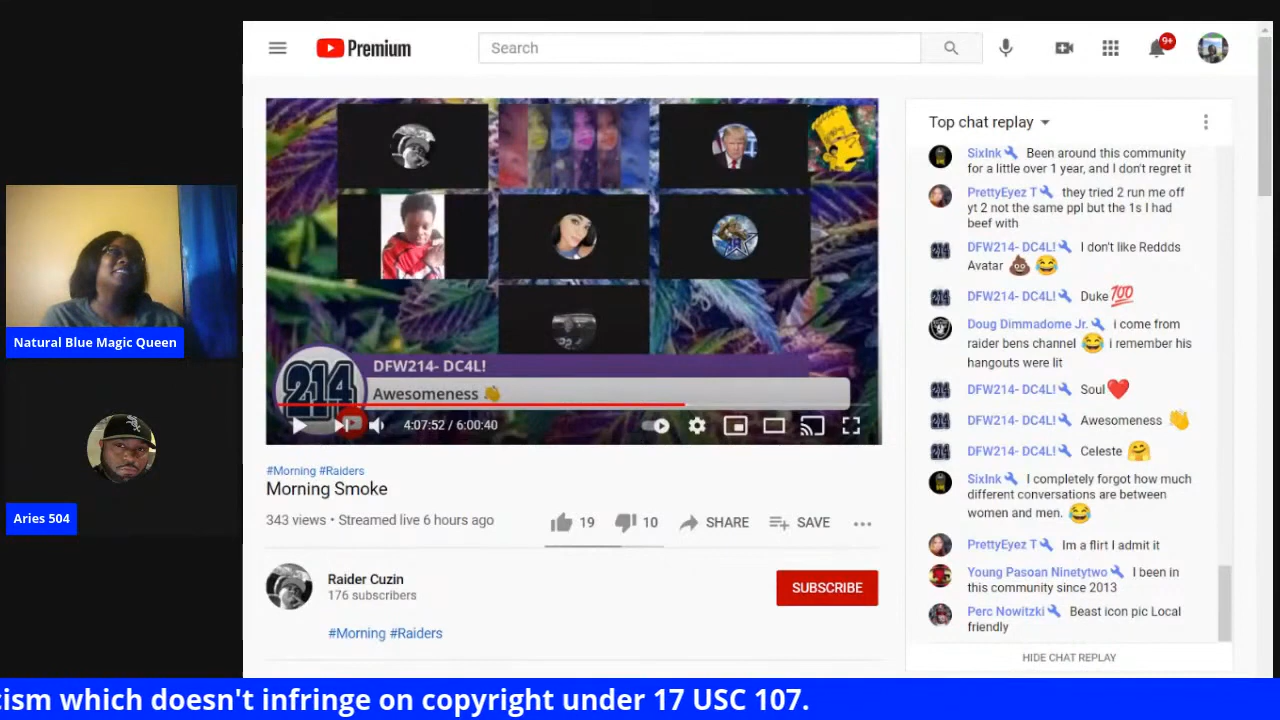 Premium
Search
9+
Natural Blue Magic Queen
Aries 504
214
DFW214- DC4L!
Awesomeness 👏
4:07:52 / 6:00:40
#Morning #Raiders
Morning Smoke
343 views • Streamed live 6 hours ago
19
10
SHARE
SAVE
Raider Cuzin
176 subscribers
SUBSCRIBE
#Morning #Raiders
Top chat replay
SixInk Been around this community
for a little over 1 year, and I don't regret it
PrettyEyez T they tried 2 run me off
yt 2 not the same ppl but the 1s I had
beef with
214 DFW214- DC4L! I don't like Reddds
Avatar 💩 😂
214 DFW214- DC4L! Duke 💯
Doug Dimmadome Jr. i come from
raider bens channel 😂 i remember his
hangouts were lit
214 DFW214- DC4L! Soul ❤️
214 DFW214- DC4L! Awesomeness 👏
214 DFW214- DC4L! Celeste 🤗
SixInk I completely forgot how much
different conversations are between
women and men. 😂
PrettyEyez T Im a flirt I admit it
Young Pasoan Ninetytwo I been in
this community since 2013
Perc Nowitzki Beast icon pic Local
friendly
HIDE CHAT REPLAY
cism which doesn't infringe on copyright under 17 USC 107.